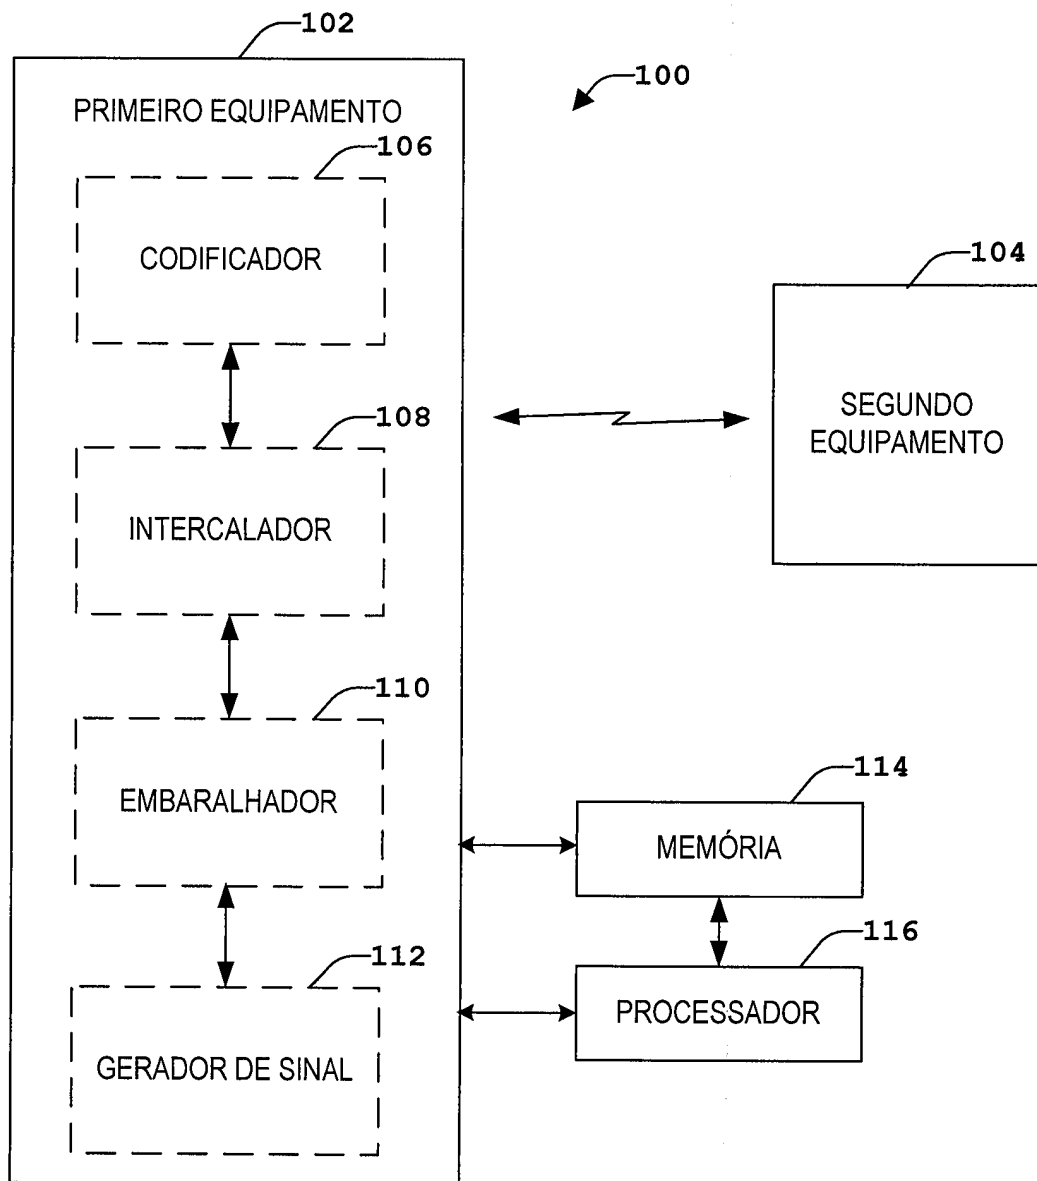 102
100
PRIMEIRO EQUIPAMENTO
106
CODIFICADOR
104
SEGUNDO
EQUIPAMENTO
108
INTERCALADOR
110
EMBARALHADOR
114
MEMÓRIA
116
PROCESSADOR
112
GERADOR DE SINAL